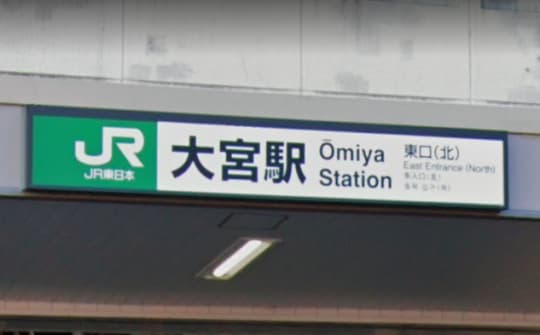 JR
JR東日本
大宮駅
Ōmiya
Station
東口(北)
East Entrance (North)